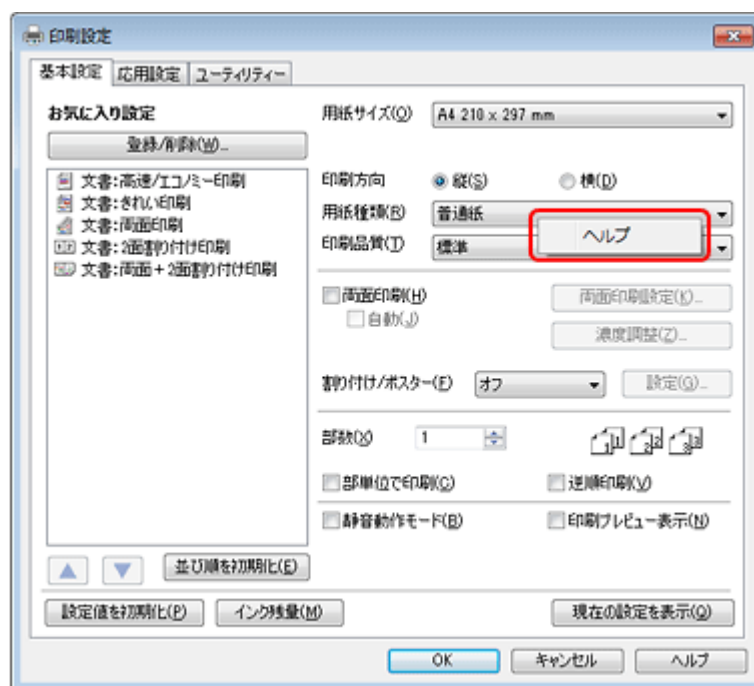 印刷設定
基本設定 応用設定 ユーティリティー
お気に入り設定
登録/削除(W)...
文書:高速/エコノミー印刷
文書:きれい印刷
文書:両面印刷
文書:2面割り付け印刷
文書:両面+2面割り付け印刷
並び順を初期化(E)
用紙サイズ(O) A4 210 x 297 mm
印刷方向 縦(S) 横(D)
用紙種類(R) 普通紙
ヘルプ
印刷品質(T) 標準
両面印刷(H) 両面印刷設定(K)...
自動(J) 濃度調整(Z)...
割り付け/ポスター(F) オフ 設定(G)...
部数(X) 1
部単位で印刷(C) 逆順印刷(V)
静音動作モード(B) 印刷プレビュー表示(N)
設定値を初期化(P) インク残量(M) 現在の設定を表示(Q)
OK キャンセル ヘルプ